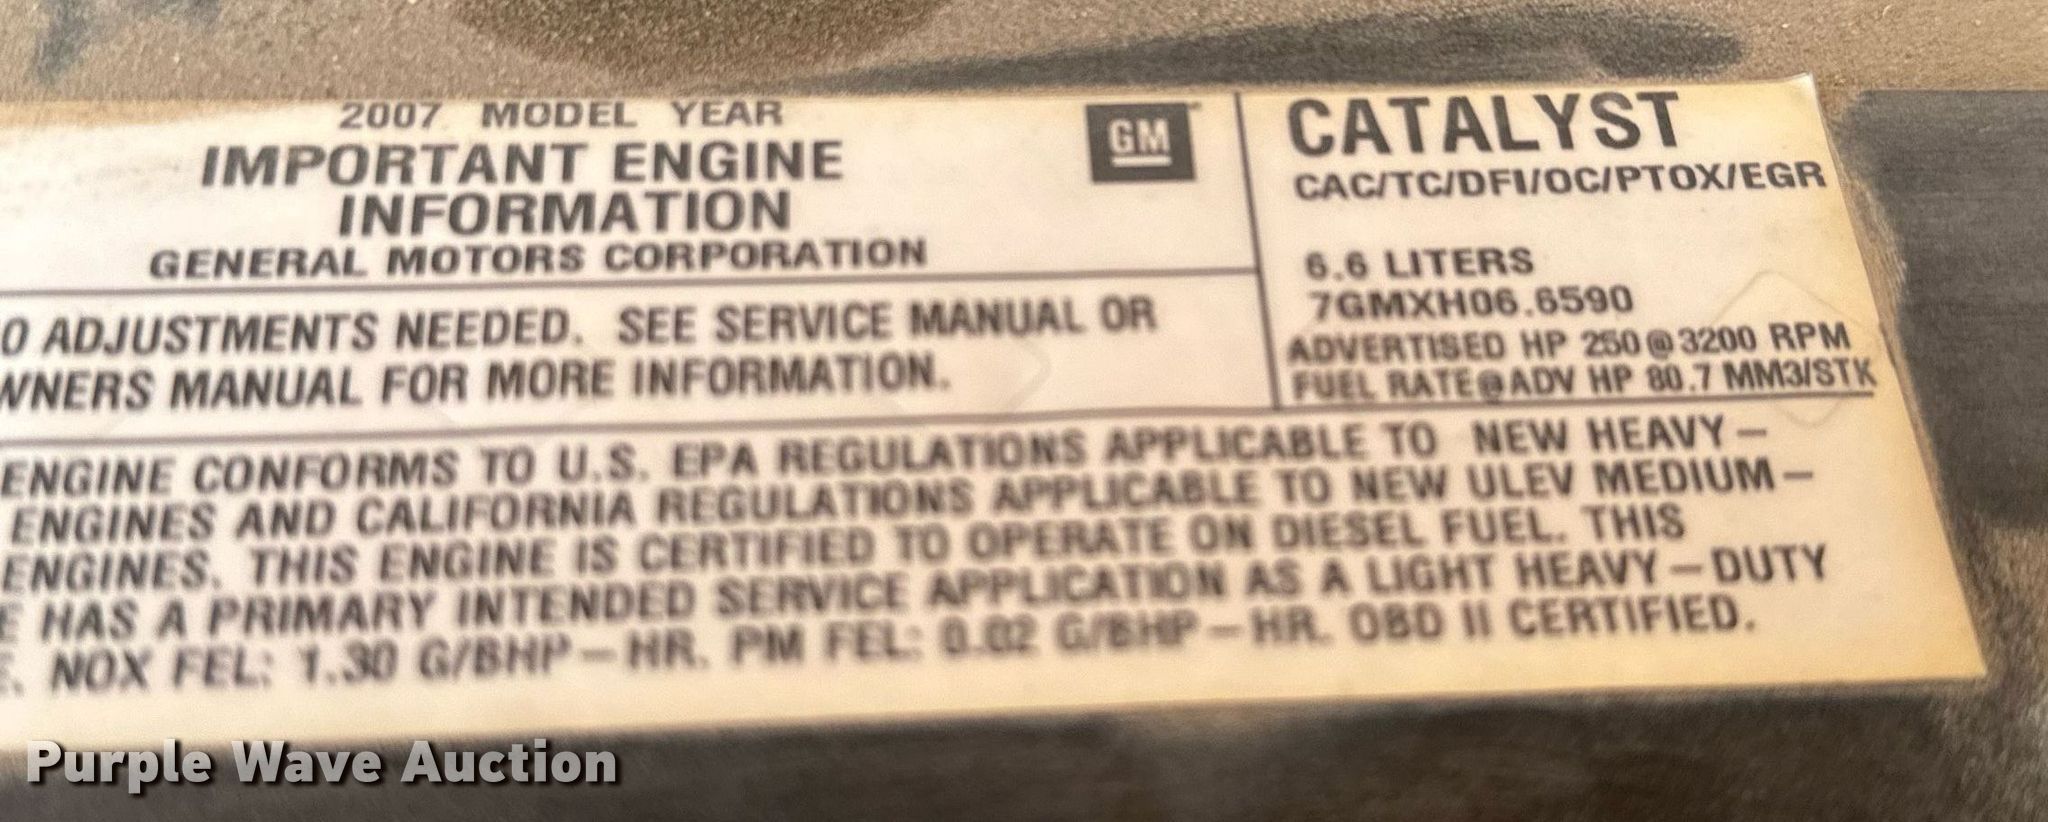 2007 MODEL YEAR
IMPORTANT ENGINE
INFORMATION
GENERAL MOTORS CORPORATION
GM
O ADJUSTMENTS NEEDED. SEE SERVICE MANUAL OR
WNERS MANUAL FOR MORE INFORMATION.
CATALYST
CAC/TC/DFI/OC/PTOX/EGR
6.6 LITERS
7GMXH06.6590
ADVERTISED HP 250@3200 RPM
FUEL RATE@ADV HP 80.7 MM3/STK
ENGINE CONFORMS TO U.S. EPA REGULATIONS APPLICABLE TO NEW HEAVY-
ENGINES AND CALIFORNIA REGULATIONS APPLICABLE TO NEW ULEV MEDIUM-
ENGINES. THIS ENGINE IS CERTIFIED TO OPERATE ON DIESEL FUEL. THIS
E HAS A PRIMARY INTENDED SERVICE APPLICATION AS A LIGHT HEAVY-DUTY
E. NOX FEL: 1.30 G/BHP-HR. PM FEL: 0.02 G/BHP-HR. OBD II CERTIFIED.
Purple Wave Auction